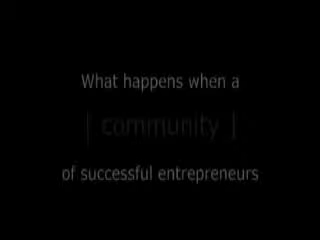 What happens when a
[ community ]
of successful entrepreneurs